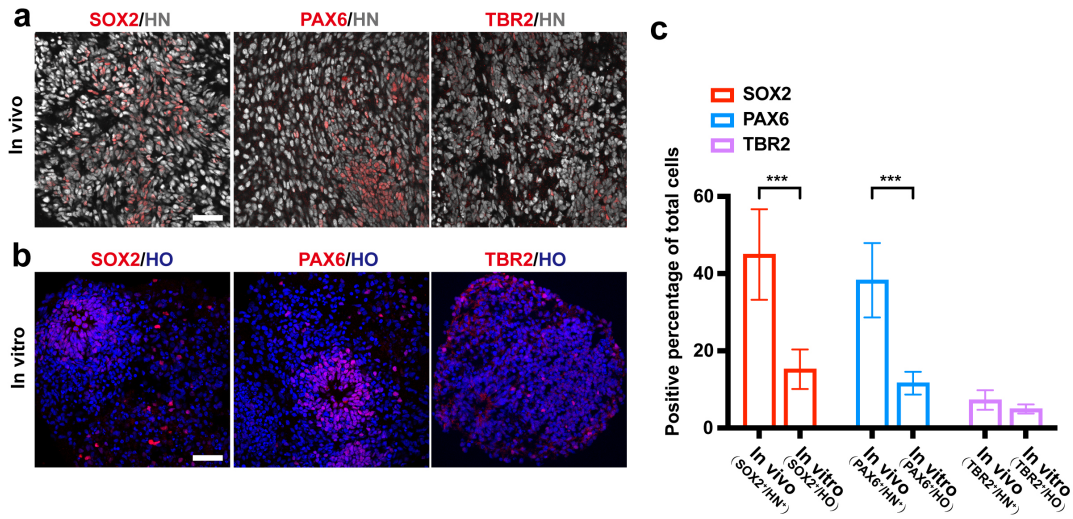 a
SOX2/HN
PAX6/HN
TBR2/HN
In vivo
b
SOX2/HO
PAX6/HO
TBR2/HO
In vitro
c
SOX2
PAX6
TBR2
Positive percentage of total cells
60
40
20
0
***
***
In vivo
(SOX2⁺/HN⁺)
In vitro
(SOX2⁺/HO)
In vivo
(PAX6⁺/HN⁺)
In vitro
(PAX6⁺/HO)
In vivo
(TBR2⁺/HN⁺)
In vitro
(TBR2⁺/HO)